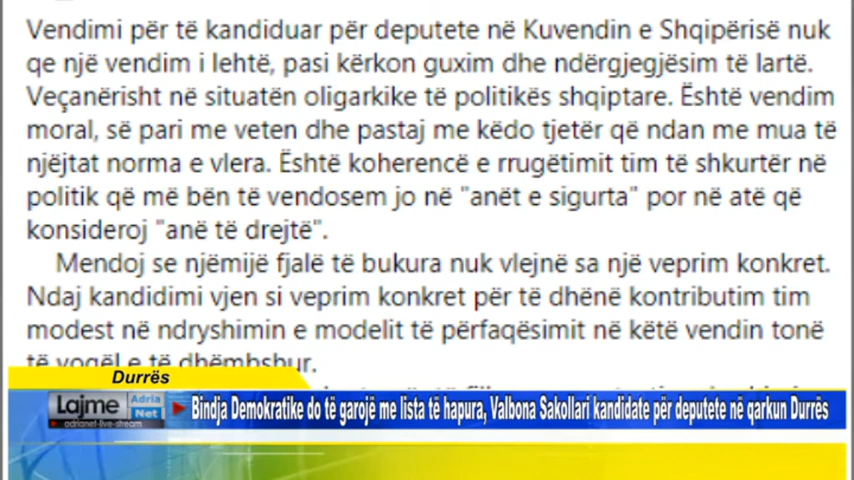 Vendimi për të kandiduar për deputete në Kuvendin e Shqipërisë nuk
qe një vendim i lehtë, pasi kërkon guxim dhe ndërgjegjësim të lartë.
Veçanërisht në situatën oligarkike të politikës shqiptare. Është vendim
moral, së pari me veten dhe pastaj me këdo tjetër që ndan me mua të
njëjtat norma e vlera. Është koherencë e rrugëtimit tim të shkurtër në
politik që më bën të vendosem jo në "anët e sigurta" por në atë që
konsideroj "anë të drejtë".
Mendoj se njëmijë fjalë të bukura nuk vlejnë sa një veprim konkret.
Ndaj kandidimi vjen si veprim konkret për të dhënë kontributim tim
modest në ndryshimin e modelit të përfaqësimit në këtë vendin tonë
të vogël e të dhëmbshur.
Durrës
Lajme Adria Net
adrianet-live-stream
Bindja Demokratike do të garojë me lista të hapura, Valbona Sakollari kandidate për deputete në qarkun Durrës